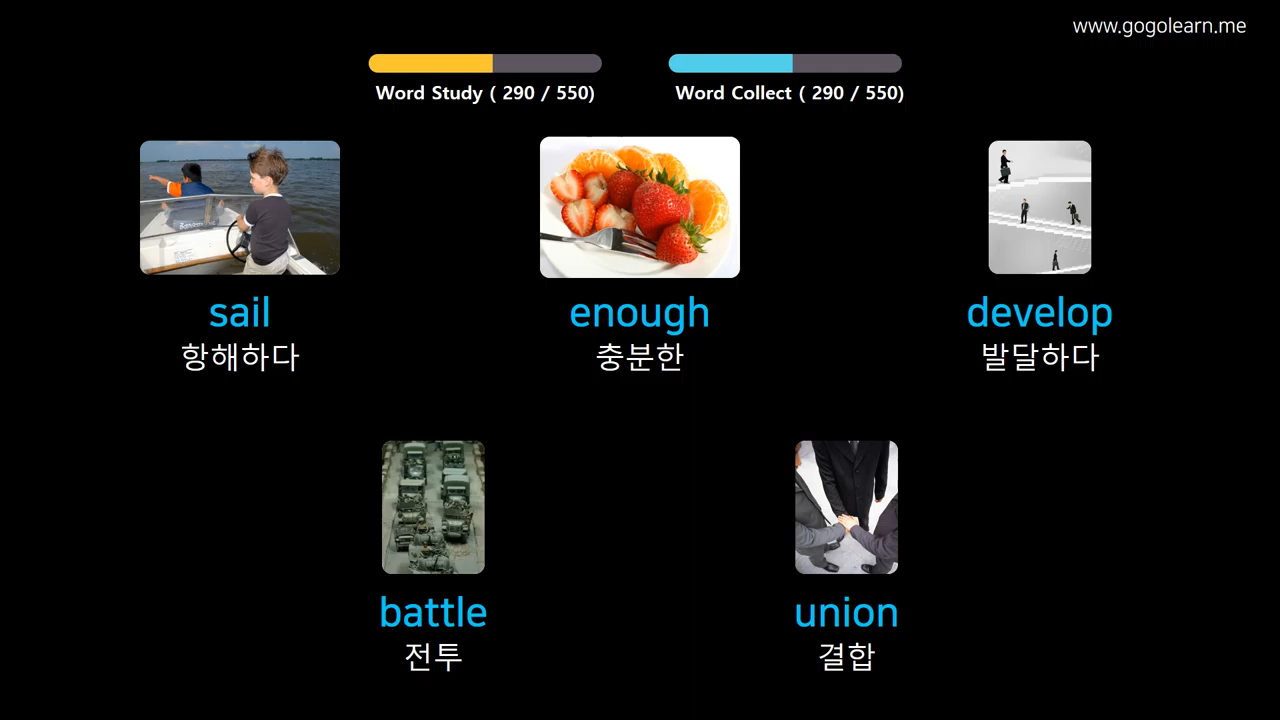 www.gogolearn.me
Word Study ( 290 / 550)
Word Collect ( 290 / 550)
sail
항해하다
enough
충분한
develop
발달하다
battle
전투
union
결합